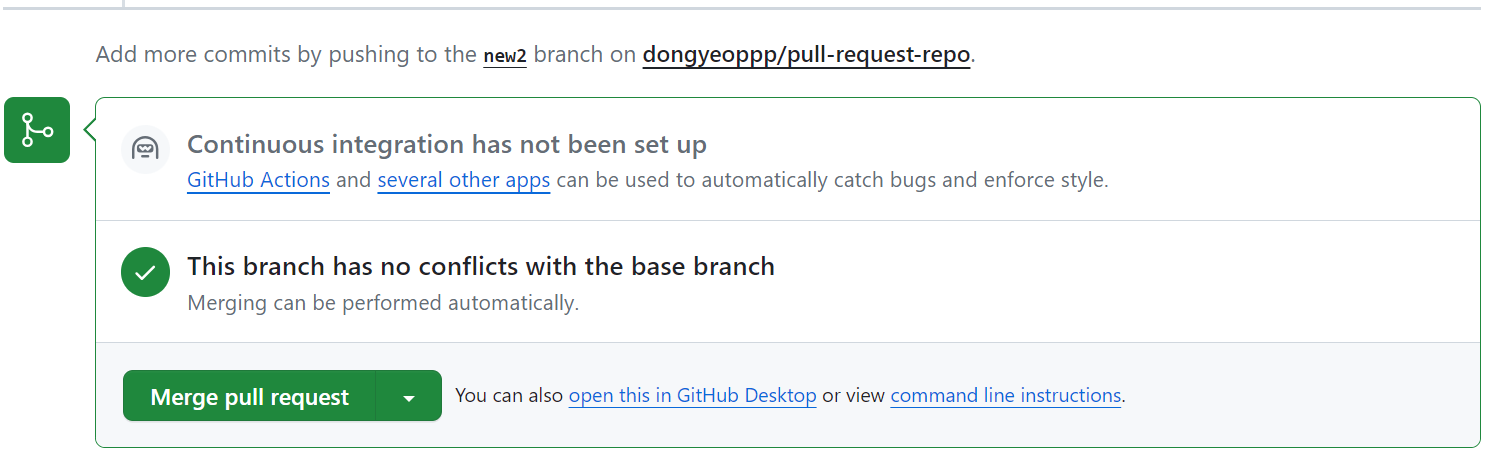 Add more commits by pushing to the new2 branch on dongyeoppp/pull-request-repo.
Continuous integration has not been set up
GitHub Actions and several other apps can be used to automatically catch bugs and enforce style.
This branch has no conflicts with the base branch
Merging can be performed automatically.
Merge pull request You can also open this in GitHub Desktop or view command line instructions.